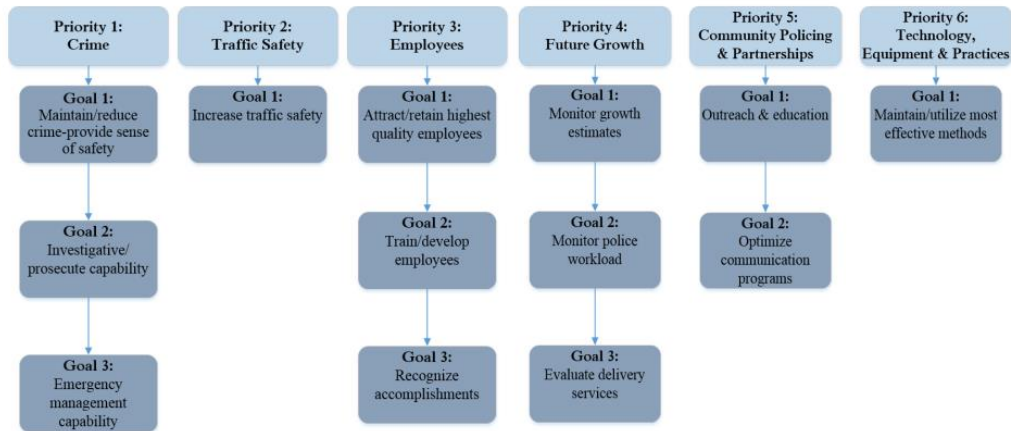 Priority 1:
Crime
Priority 2:
Traffic Safety
Priority 3:
Employees
Priority 4:
Future Growth
Priority 5:
Community Policing
& Partnerships
Priority 6:
Technology,
Equipment & Practices
Goal 1:
Maintain/reduce
crime-provide sense
of safety
Goal 1:
Increase traffic safety
Goal 1:
Attract/retain highest
quality employees
Goal 1:
Monitor growth
estimates
Goal 1:
Outreach & education
Goal 1:
Maintain/utilize most
effective methods
Goal 2:
Investigative/
prosecute capability
Goal 2:
Train/develop
employees
Goal 2:
Monitor police
workload
Goal 2:
Optimize
communication
programs
Goal 3:
Emergency
management
capability
Goal 3:
Recognize
accomplishments
Goal 3:
Evaluate delivery
services